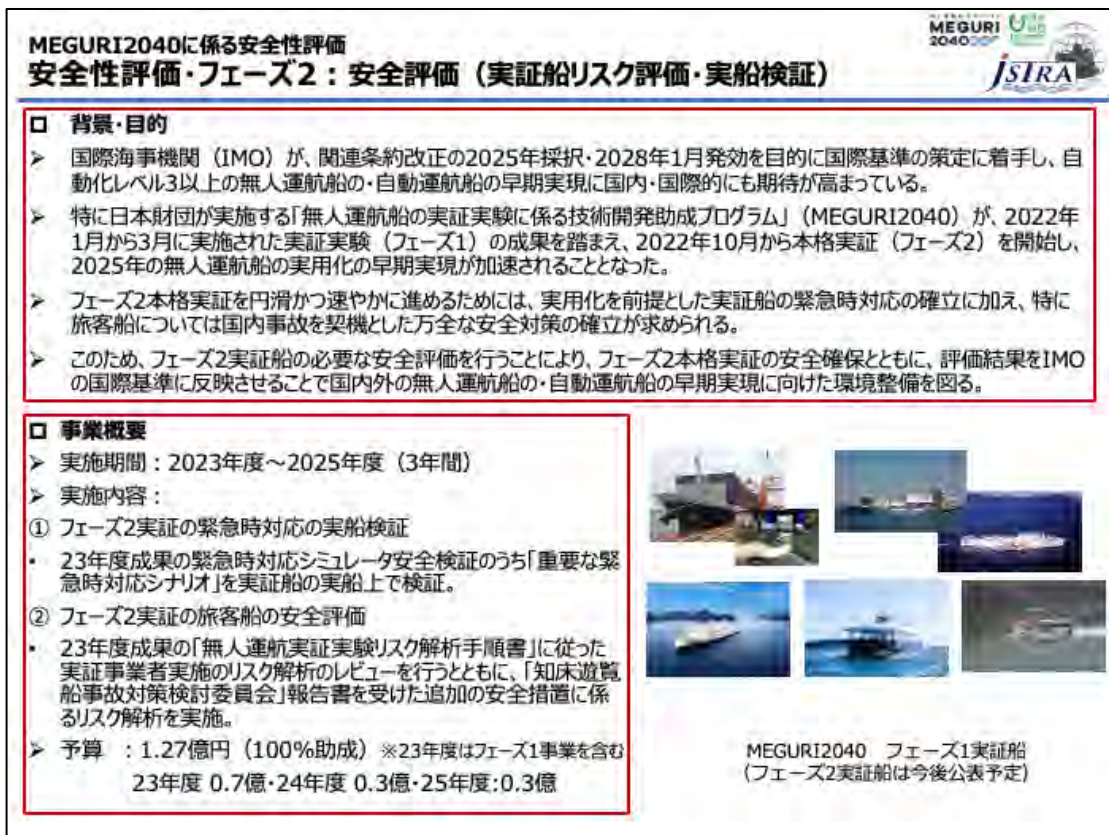 MEGURI2040に係る安全性評価
安全性評価・フェーズ2：安全評価（実証船リスク評価・実船検証）
MEGURI
2040
JSTRA
背景・目的
国際海事機関（IMO）が、関連条約改正の2025年採択・2028年1月発効を目的に国際基準の策定に着手し、自
動化レベル3以上の無人運航船の・自動運航船の早期実現に国内・国際的にも期待が高まっている。
特に日本財団が実施する「無人運航船の実証実験に係る技術開発助成プログラム」（MEGURI2040）が、2022年
1月から3月に実施された実証実験（フェーズ1）の成果を踏まえ、2022年10月から本格実証（フェーズ2）を開始し、
2025年の無人運航船の実用化の早期実現が加速されることとなった。
フェーズ2本格実証を円滑かつ速やかに進めるためには、実用化を前提とした実証船の緊急時対応の確立に加え、特に
旅客船については国内事故を契機とした万全な安全対策の確立が求められる。
このため、フェーズ2実証船の必要な安全評価を行うことにより、フェーズ2本格実証の安全確保とともに、評価結果をIMO
の国際基準に反映させることで国内外の無人運航船の・自動運航船の早期実現に向けた環境整備を図る。
事業概要
実施期間：2023年度～2025年度（3年間）
実施内容：
① フェーズ2実証の緊急時対応の実船検証
・ 23年度成果の緊急時対応シミュレータ安全検証のうち「重要な緊
急時対応シナリオ」を実証船の実船上で検証。
② フェーズ2実証の旅客船の安全評価
・ 23年度成果の「無人運航実証実験リスク解析手順書」に従った
実証事業者実施のリスク解析のレビューを行うとともに、「知床遊覧
船事故対策検討委員会」報告書を受けた追加の安全措置に係
るリスク解析を実施。
予算 ：1.27億円（100%助成）※23年度はフェーズ1事業を含む
23年度 0.7億・24年度 0.3億・25年度:0.3億
MEGURI2040 フェーズ1実証船
（フェーズ2実証船は今後公表予定）